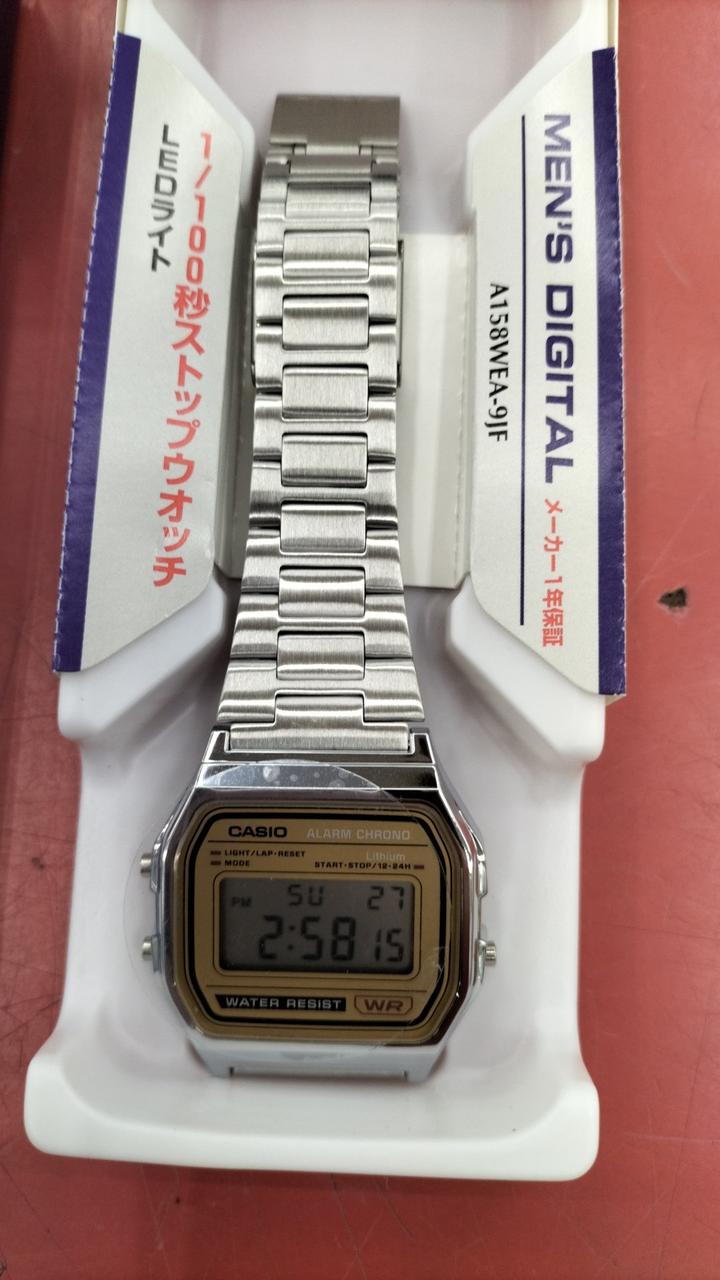 1/100秒ストップウオッチ
LEDライト
MEN'S DIGITAL メーカー1年保証
A158WEA-9JF
CASIO ALARM CHRONO
LIGHT/LAP·RESET Lithium
MODE START·STOP/12·24H
SU 27
PM 2:58 15
WATER RESIST WR